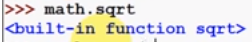 >>> math.sqrt
<built-in function sqrt>